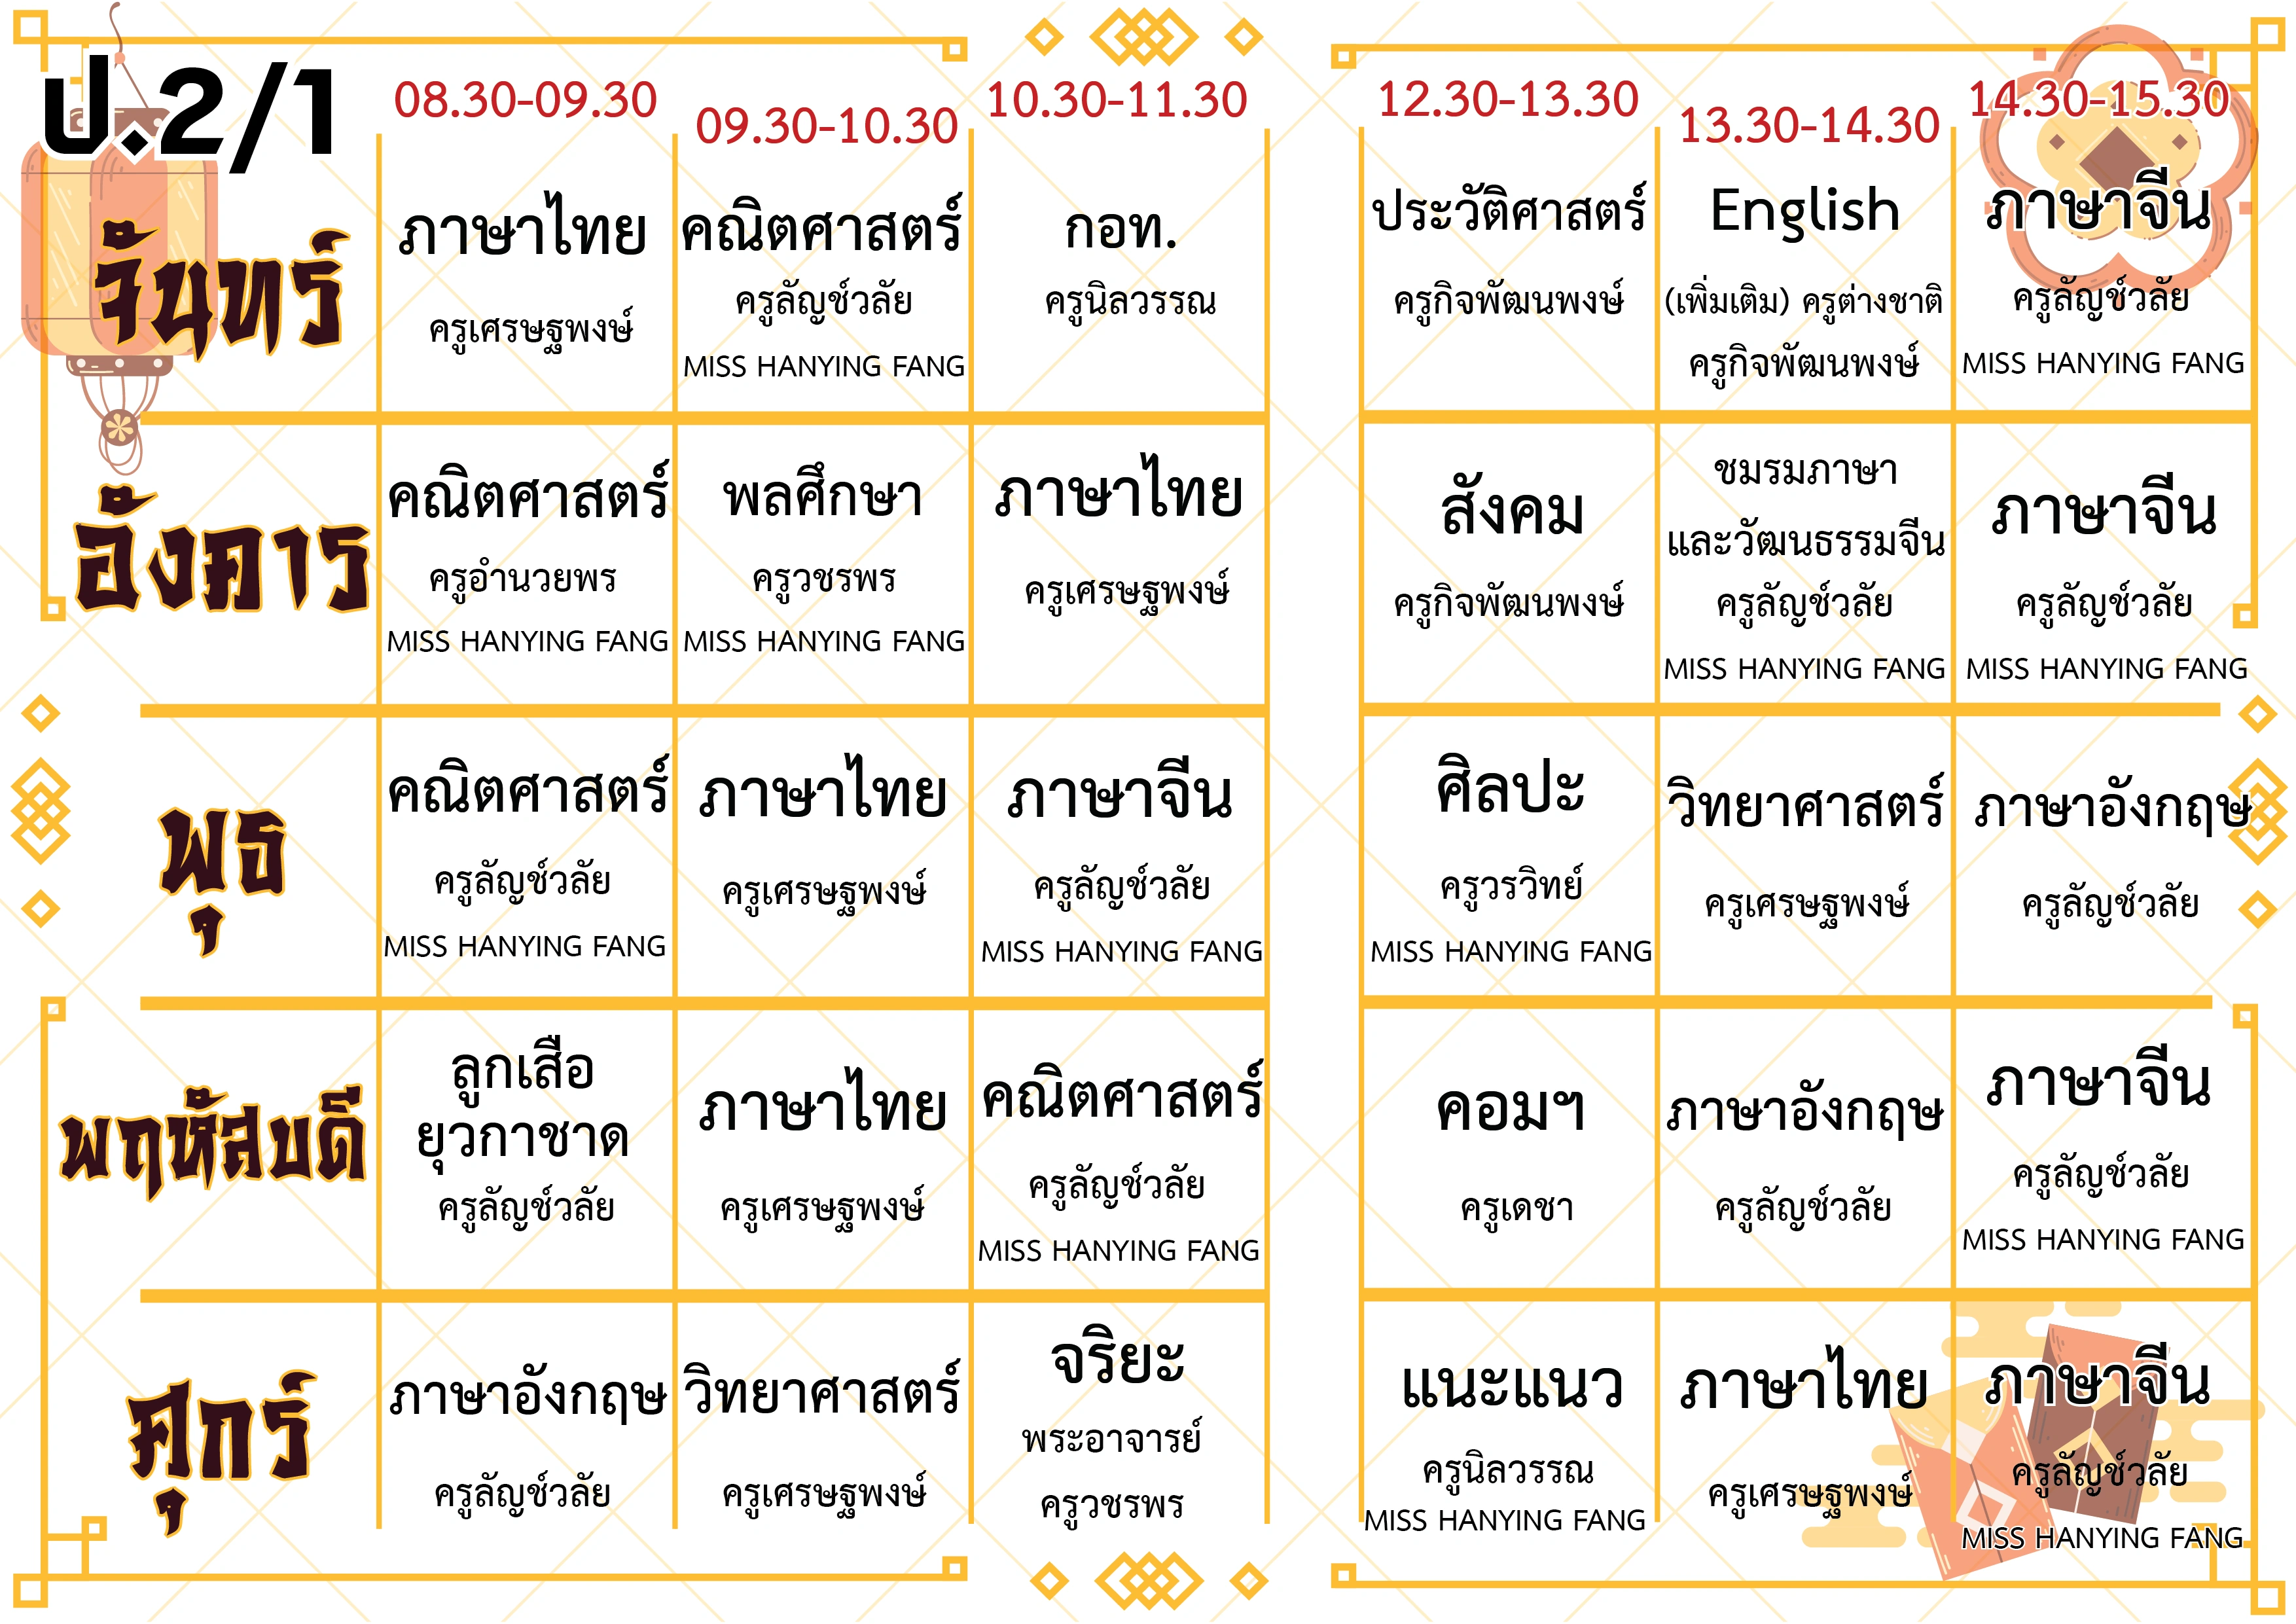 ป.2/1
08.30-09.30
09.30-10.30
10.30-11.30
12.30-13.30
13.30-14.30
14.30-15.30
จันทร์
ภาษาไทย
ครูเศรษฐพงษ์
คณิตศาสตร์
ครูลัญช์วลัย
MISS HANYING FANG
กอท.
ครูนิลวรรณ
ประวัติศาสตร์
ครูกิจพัฒนพงษ์
English
(เพิ่มเติม) ครูต่างชาติ
ครูกิจพัฒนพงษ์
ภาษาจีน
ครูลัญช์วลัย
MISS HANYING FANG
อังคาร
คณิตศาสตร์
ครูอำนวยพร
MISS HANYING FANG
พลศึกษา
ครูวชรพร
MISS HANYING FANG
ภาษาไทย
ครูเศรษฐพงษ์
สังคม
ครูกิจพัฒนพงษ์
ชมรมภาษา
และวัฒนธรรมจีน
ครูลัญช์วลัย
MISS HANYING FANG
ภาษาจีน
ครูลัญช์วลัย
MISS HANYING FANG
พุธ
คณิตศาสตร์
ครูลัญช์วลัย
MISS HANYING FANG
ภาษาไทย
ครูเศรษฐพงษ์
ภาษาจีน
ครูลัญช์วลัย
MISS HANYING FANG
ศิลปะ
ครูวรวิทย์
MISS HANYING FANG
วิทยาศาสตร์
ครูเศรษฐพงษ์
ภาษาอังกฤษ
ครูลัญช์วลัย
พฤหัสบดี
ลูกเสือ
ยุวกาชาด
ครูลัญช์วลัย
ภาษาไทย
ครูเศรษฐพงษ์
คณิตศาสตร์
ครูลัญช์วลัย
MISS HANYING FANG
คอมฯ
ครูเดชา
ภาษาอังกฤษ
ครูลัญช์วลัย
ภาษาจีน
ครูลัญช์วลัย
MISS HANYING FANG
ศุกร์
ภาษาอังกฤษ
ครูลัญช์วลัย
วิทยาศาสตร์
ครูเศรษฐพงษ์
จริยะ
พระอาจารย์
ครูวชรพร
แนะแนว
ครูนิลวรรณ
MISS HANYING FANG
ภาษาไทย
ครูเศรษฐพงษ์
ภาษาจีน
ครูลัญช์วลัย
MISS HANYING FANG